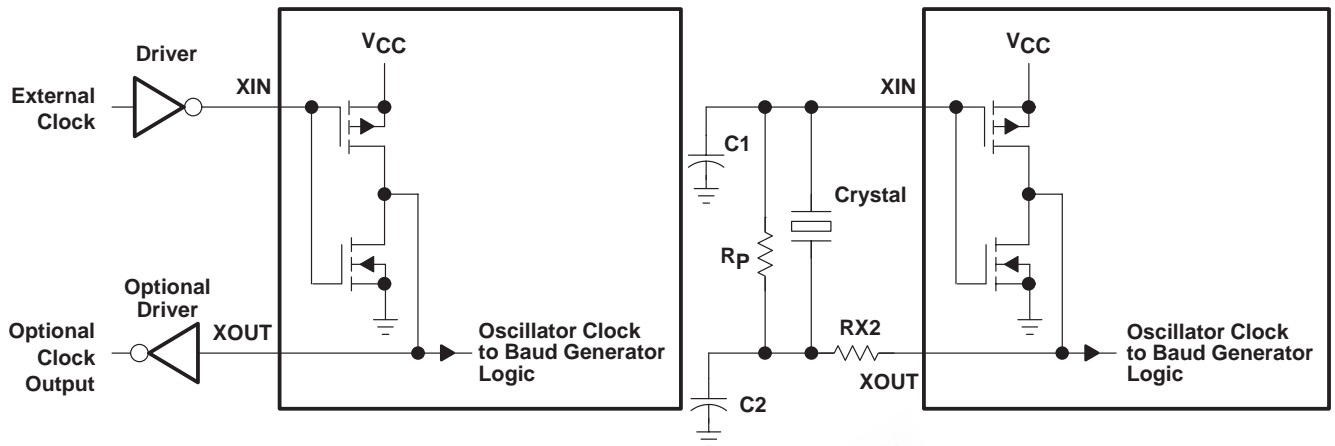 Driver
External
Clock
XIN
VCC
Optional
Driver
Optional
Clock
Output
XOUT
Oscillator Clock
to Baud Generator
Logic
C1
Crystal
RP
C2
RX2
XIN
XOUT
VCC
Oscillator Clock
to Baud Generator
Logic